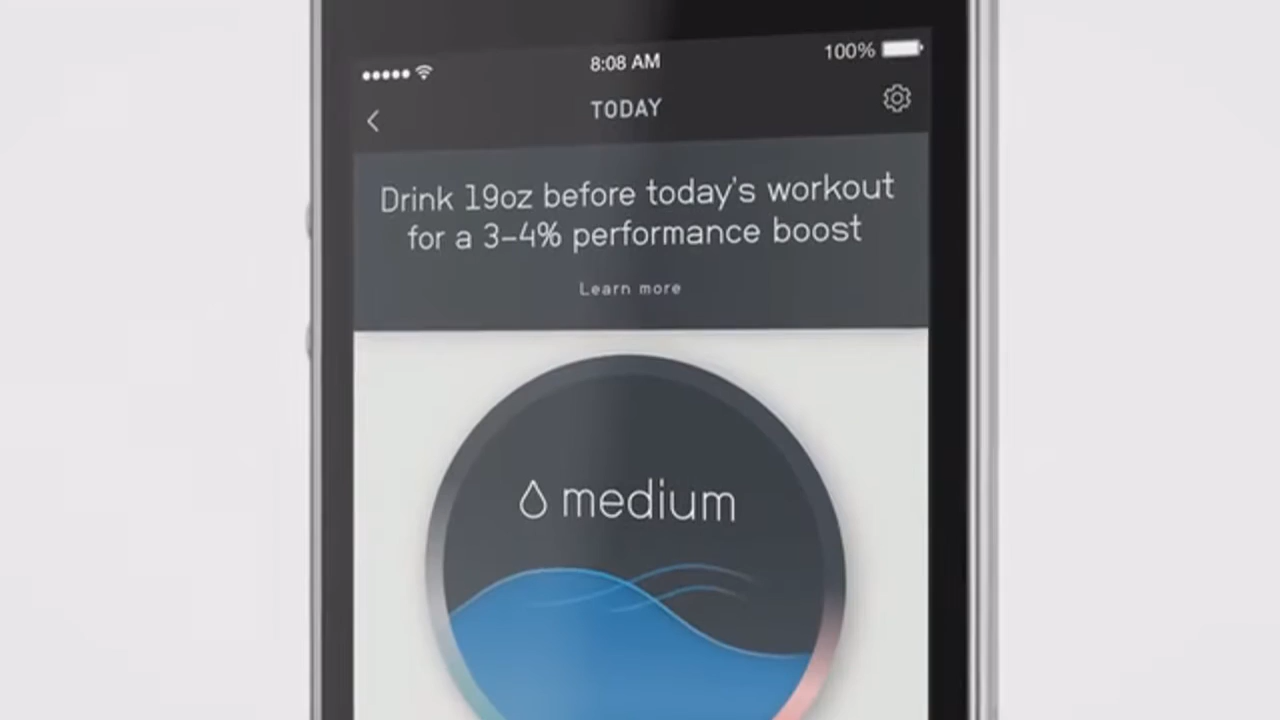 8:08 AM
100%
TODAY
Drink 19oz before today's workout
for a 3–4% performance boost
Learn more
medium